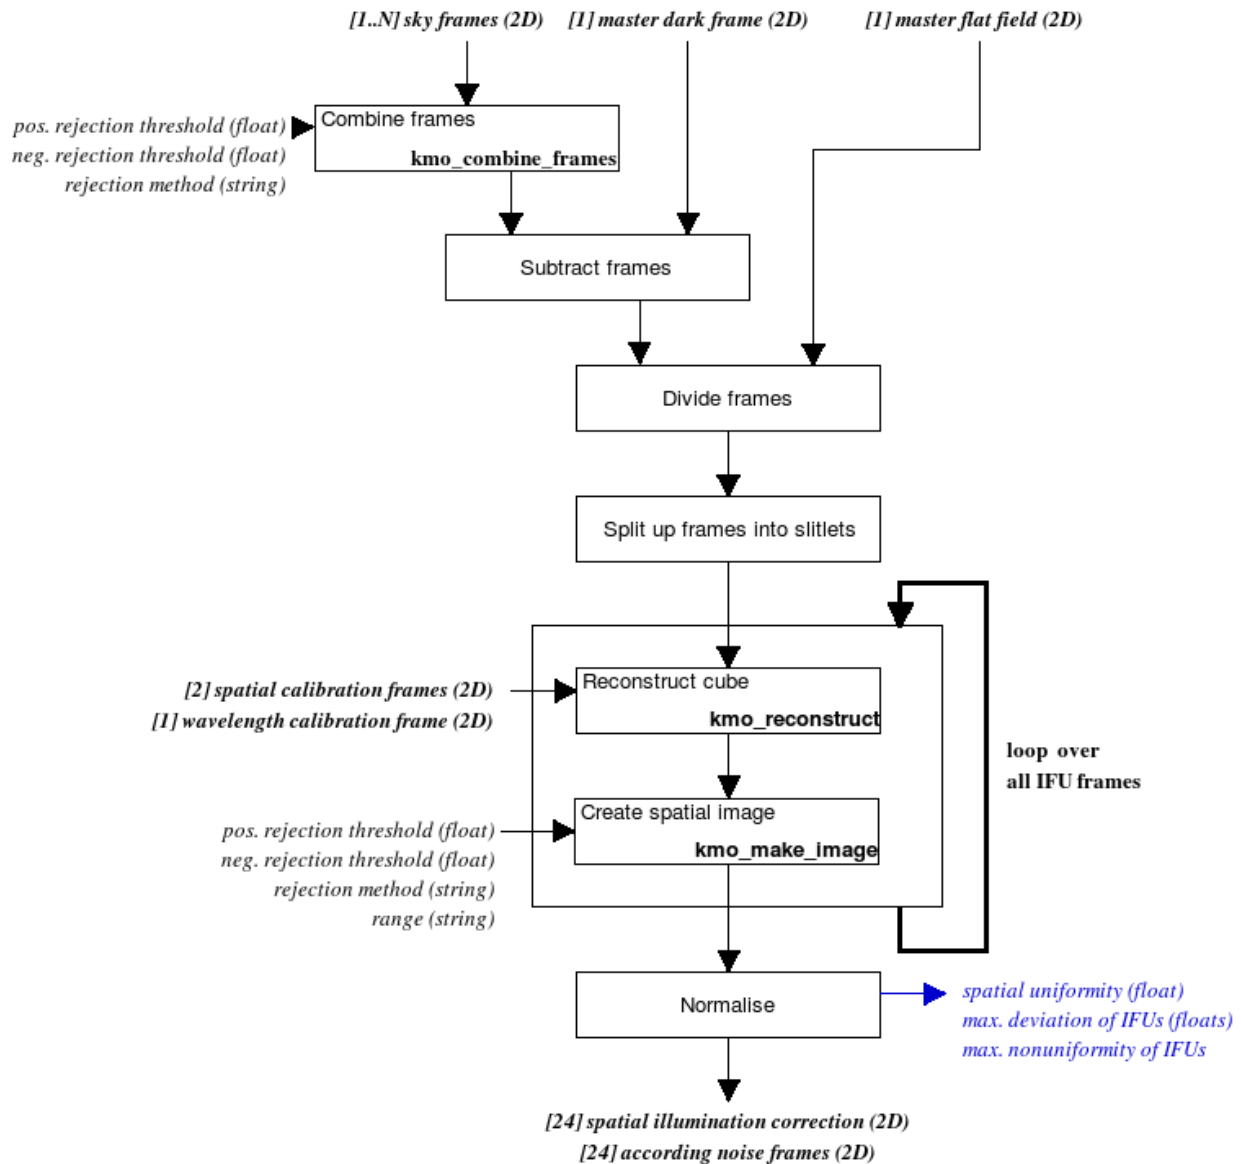 [1..N] sky frames (2D)
[1] master dark frame (2D)
[1] master flat field (2D)
Combine frames
kmo_combine_frames
pos. rejection threshold (float)
neg. rejection threshold (float)
rejection method (string)
Subtract frames
Divide frames
Split up frames into slitlets
Reconstruct cube
kmo_reconstruct
[2] spatial calibration frames (2D)
[1] wavelength calibration frame (2D)
loop over
all IFU frames
Create spatial image
kmo_make_image
pos. rejection threshold (float)
neg. rejection threshold (float)
rejection method (string)
range (string)
Normalise
spatial uniformity (float)
max. deviation of IFUs (floats)
max. nonuniformity of IFUs
[24] spatial illumination correction (2D)
[24] according noise frames (2D)